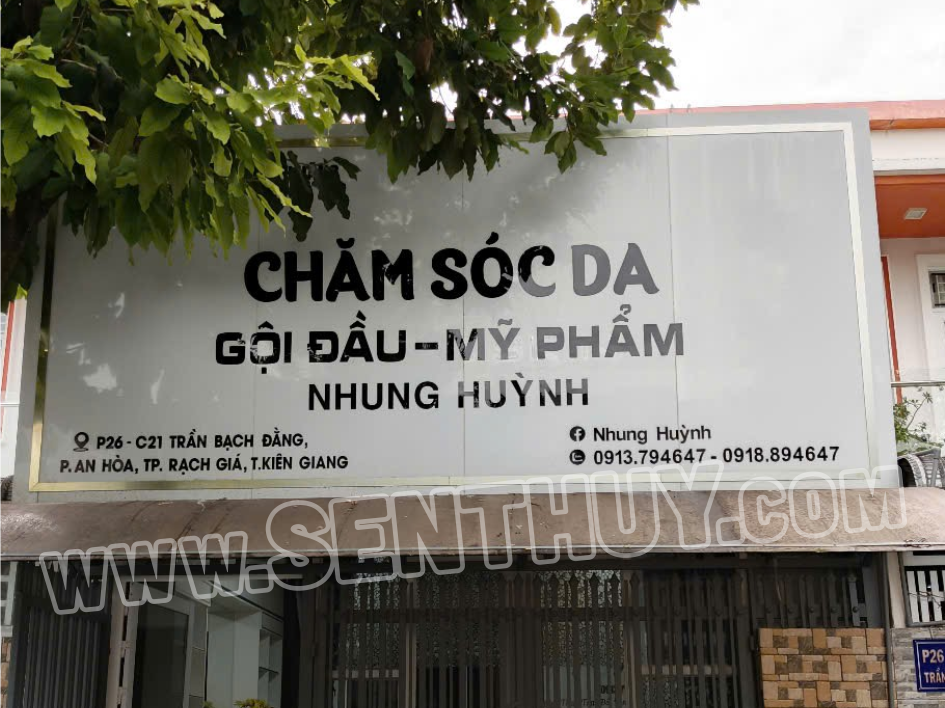 CHĂM SÓC DA
GỘI ĐẦU - MỸ PHẨM
NHUNG HUỲNH
P26 - C21 TRẦN BẠCH ĐẰNG,
P. AN HÒA, TP. RẠCH GIÁ, T.KIÊN GIANG
Nhung Huỳnh
0913.794647 - 0918.894647
www.SENTHUY.com
P26
TRẦN